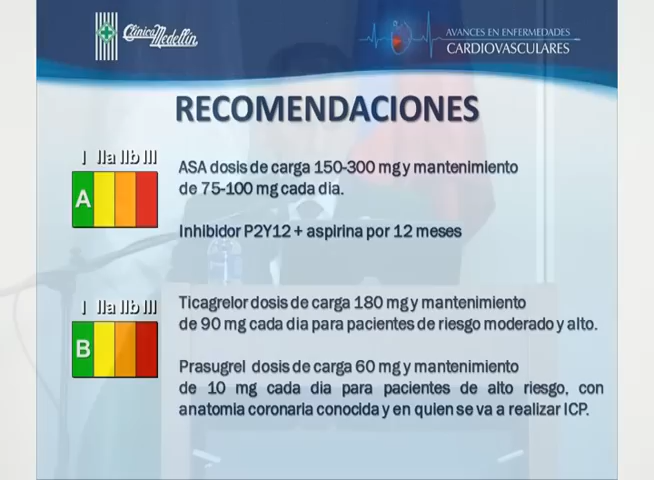 Clínica Medellín
AVANCES EN ENFERMEDADES
CARDIOVASCULARES
RECOMENDACIONES
I IIa IIb III
A
ASA dosis de carga 150-300 mg y mantenimiento
de 75-100 mg cada dia.
Inhibidor P2Y12 + aspirina por 12 meses
I IIa IIb III
B
Ticagrelor dosis de carga 180 mg y mantenimiento
de 90 mg cada dia para pacientes de riesgo moderado y alto.
Prasugrel dosis de carga 60 mg y mantenimiento
de 10 mg cada dia para pacientes de alto riesgo, con
anatomia coronaria conocida y en quien se va a realizar ICP.